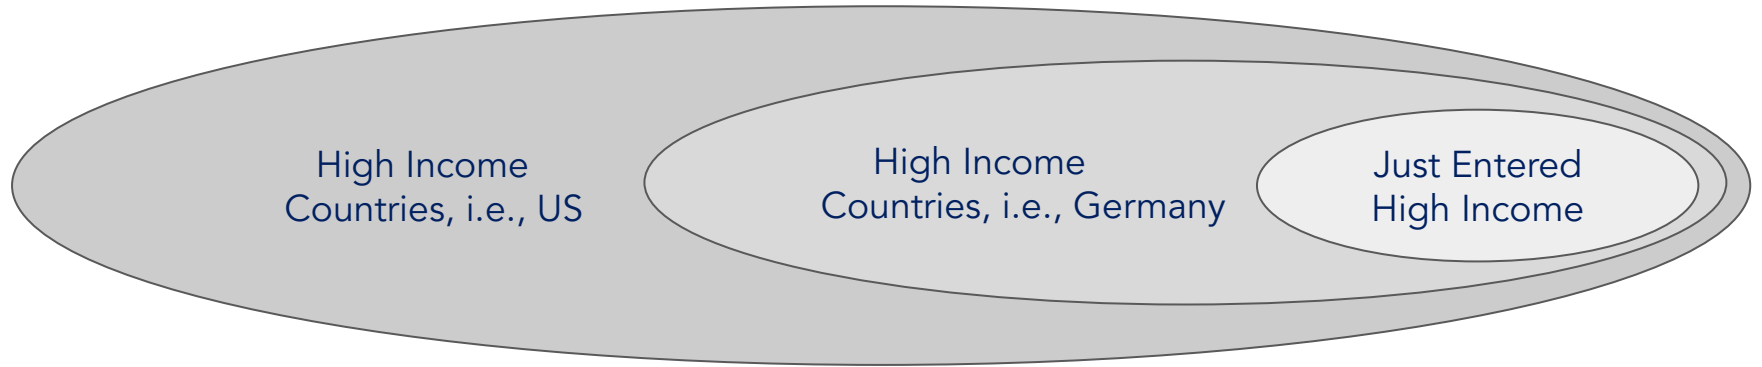 High Income
Countries, i.e., US
High Income
Countries, i.e., Germany
Just Entered
High Income